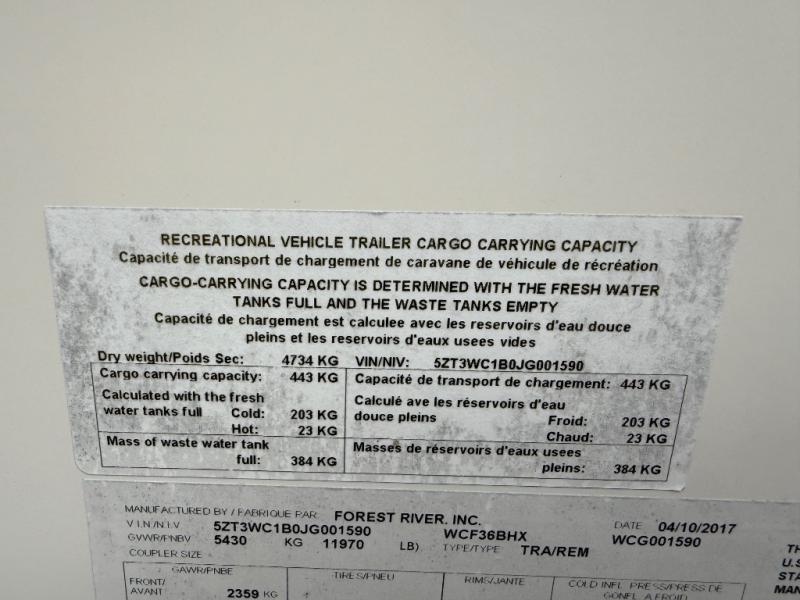 RECREATIONAL VEHICLE TRAILER CARGO CARRYING CAPACITY
Capacité de transport de chargement de caravane de véhicule de récréation
CARGO-CARRYING CAPACITY IS DETERMINED WITH THE FRESH WATER
TANKS FULL AND THE WASTE TANKS EMPTY
Capacité de chargement est calculee avec les reservoirs d'eau douce
pleins et les reservoirs d'eaux usees vides
Dry weight/Poids Sec: 4734 KG VIN/NIV: 5ZT3WC1B0JG001590
Cargo carrying capacity: 443 KG
Calculated with the fresh
water tanks full Cold: 203 KG
Hot: 23 KG
Mass of waste water tank
full: 384 KG
Capacité de transport de chargement: 443 KG
Calculé ave les réservoirs d'eau
douce pleins Froid: 203 KG
Chaud: 23 KG
Masses de réservoirs d'eaux usees
pleins: 384 KG
MANUFACTURED BY / FABRIQUE PAR: FOREST RIVER, INC. DATE 04/10/2017
V.I.N./N.I.V 5ZT3WC1B0JG001590 WCF36BHX WCG001590
GVWR/PNBV 5430 KG 11970 LB) TYPE/TYPE TRA/REM
COUPLER SIZE
GAWR/PNBE TIRES/PNEU RIMS/JANTE COLD INFL. PRESS/PRESS DE
GONFL A FROID
FRONT/
AVANT 2359 KG
TH
U.S
STA
MAN